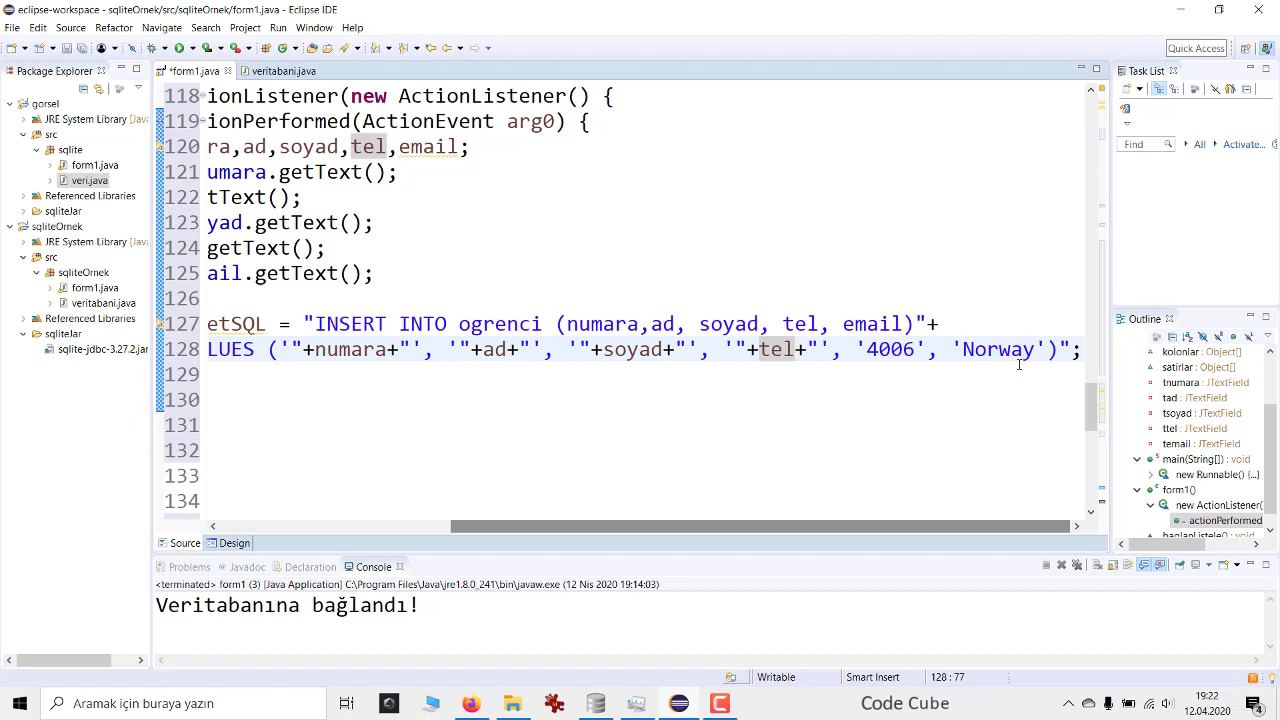 eclipse-workspace - sqliteOrnek/src/form1.java - Eclipse IDE
File Edit Source Refactor Navigate Search Project Run Window Help
Quick Access
Package Explorer
*form1.java
veritabani.java
Task List
gorsel
JRE System Library [Java
src
sqlite
form1.java
veri.java
Referenced Libraries
sqliteJar
sqliteOrnek
JRE System Library [Java
src
sqliteOrnek
form1.java
veritabani.java
Referenced Libraries
sqliteJar
sqlite-jdbc-3.27.2.jar
118 ionListener(new ActionListener() {
119 ionPerformed(ActionEvent arg0) {
120 ra,ad,soyad,tel,email;
121 umara.getText();
122 tText();
123 yad.getText();
124 getText();
125 ail.getText();
126
127 etSQL = "INSERT INTO ogrenci (numara,ad, soyad, tel, email)"+
128 LUES ('"+numara+"', '"+ad+"', '"+soyad+"', '"+tel+"', '4006', 'Norway')";
129
130
131
132
133
134
Find All Activate...
Outline
kolonlar : Object[]
satirlar : Object[]
tnumara : JTextField
tad : JTextField
tsoyad : JTextField
ttel : JTextField
temail : JTextField
main(String[]) : void
new Runnable() {...}
form1()
new ActionListener()
actionPerformed
Source Design
Problems Javadoc Declaration Console
<terminated> form1 (3) [Java Application] C:\Program Files\Java\jre1.8.0_241\bin\javaw.exe (12 Nis 2020 19:14:03)
Veritabanına bağlandı!
Writable Smart Insert 128 : 77
Aramak için buraya yazın
Code Cube
19:22
12.04.2020
4